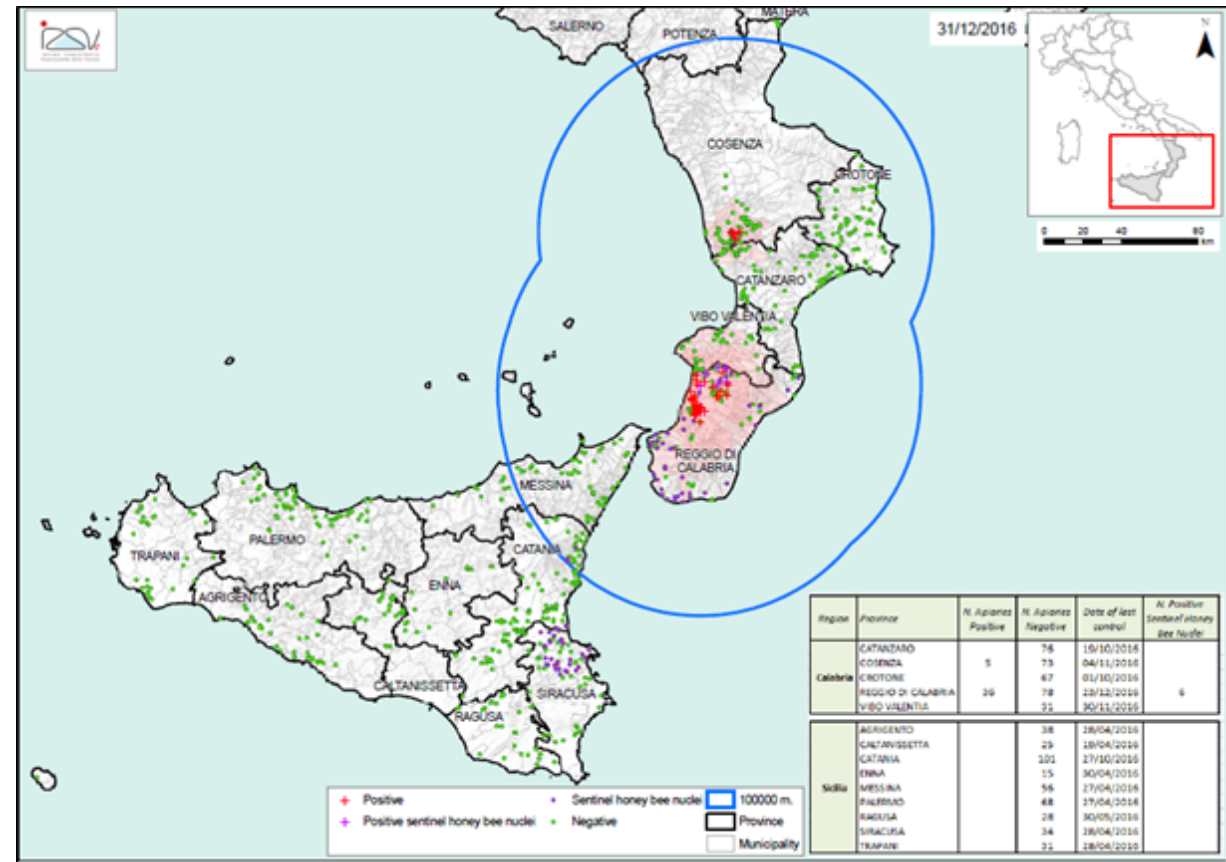 MATERA
SALERNO
POTENZA
31/12/2016
N
COSENZA
CROTONE
0 20 40 80
km
CATANZARO
VIBO VALENTIA
REGGIO DI
CALABRIA
MESSINA
PALERMO
TRAPANI
CATANIA
ENNA
AGRIGENTO
CALTANISSETTA
SIRACUSA
RAGUSA
Positive
Sentinel honey bee nuclei
100000 m.
Positive sentinel honey bee nuclei
Negative
Province
Municipality
Region Province N. Apiaries Positive N. Apiaries Negative Date of last control N. Positive Sentinel Honey Bee Nuclei
Calabria
CATANZARO 76 19/10/2016
COSENZA 5 73 04/11/2016
CROTONE 67 01/10/2016
REGGIO DI CALABRIA 78 23/12/2016 6
VIBO VALENTIA 31 30/11/2016
Sicilia
AGRIGENTO 38 28/04/2016
CALTANISSETTA 25 19/04/2016
CATANIA 101 27/10/2016
ENNA 15 30/04/2016
MESSINA 56 27/04/2016
PALERMO 68 27/04/2016
RAGUSA 28 30/05/2016
SIRACUSA 34 28/04/2016
TRAPANI 31 28/04/2016